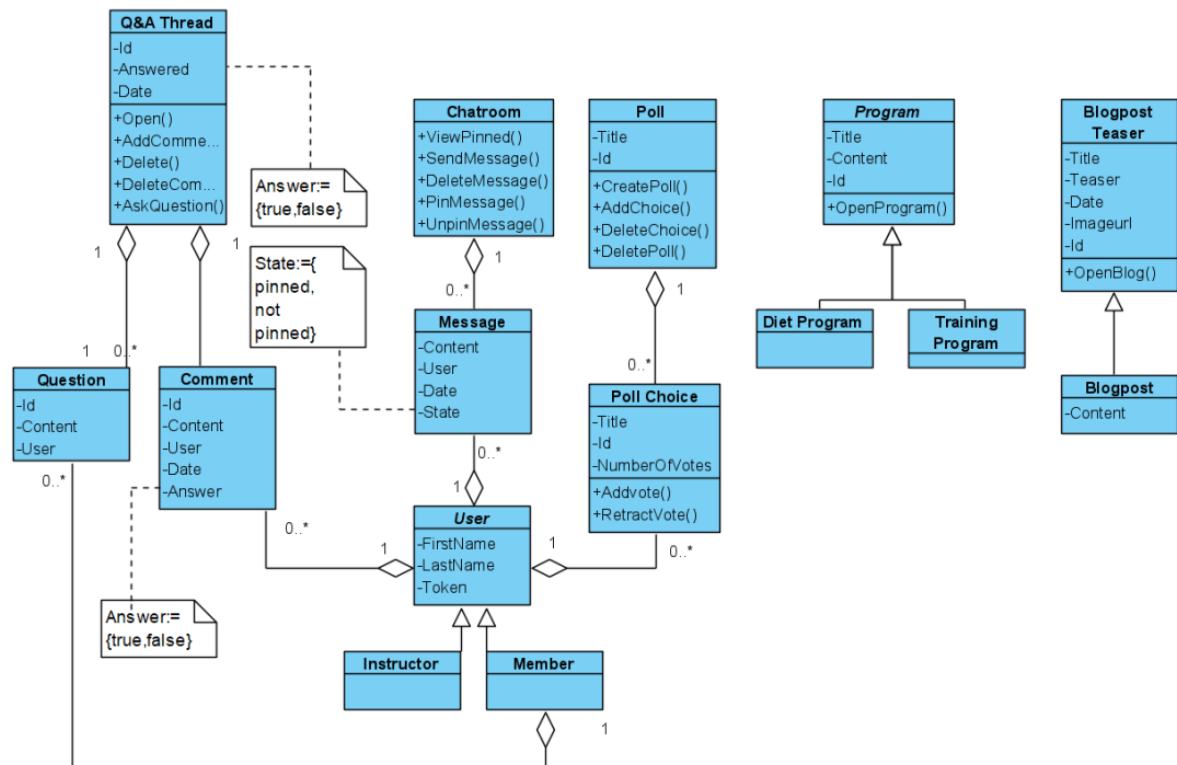 Q&A Thread
-Id
-Answered
-Date
+Open()
+AddComme...
+Delete()
+DeleteCom...
+AskQuestion()
Answer:=
{true,false}
1
1
State:={
pinned,
not
pinned}
Chatroom
+ViewPinned()
+SendMessage()
+DeleteMessage()
+PinMessage()
+UnpinMessage()
1
0..*
Poll
-Title
-Id
+CreatePoll()
+AddChoice()
+DeleteChoice()
+DeletePoll()
1
0..*
Program
-Title
-Content
-Id
+OpenProgram()
Diet Program
Training
Program
Blogpost
Teaser
-Title
-Teaser
-Date
-Imageurl
-Id
+OpenBlog()
Blogpost
-Content
1
0..*
Question
-Id
-Content
-User
0..*
Comment
-Id
-Content
-User
-Date
-Answer
0..*
Answer:=
{true,false}
Message
-Content
-User
-Date
-State
0..*
1
Poll Choice
-Title
-Id
-NumberOfVotes
+Addvote()
+RetractVote()
0..*
1
User
-FirstName
-LastName
-Token
1
Instructor
Member
1